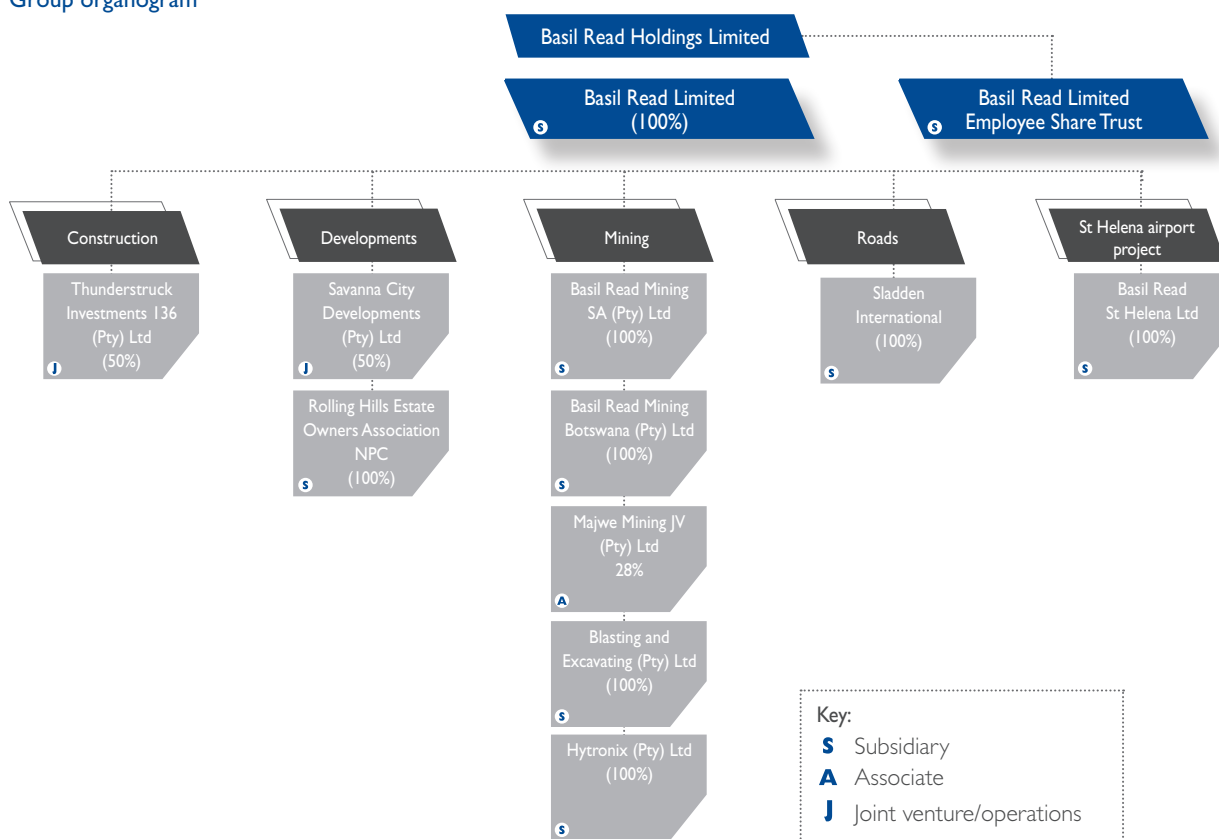 Group organogram
Basil Read Holdings Limited
Basil Read Limited
(100%)
S
Basil Read Limited
Employee Share Trust
S
Construction
Developments
Mining
Roads
St Helena airport
project
Thunderstruck
Investments 136
(Pty) Ltd
(50%)
J
Savanna City
Developments
(Pty) Ltd
(50%)
J
Basil Read Mining
SA (Pty) Ltd
(100%)
S
Sladden
International
(100%)
S
Basil Read
St Helena Ltd
(100%)
S
Rolling Hills Estate
Owners Association
NPC
(100%)
S
Basil Read Mining
Botswana (Pty) Ltd
(100%)
S
Majwe Mining JV
(Pty) Ltd
28%
A
Blasting and
Excavating (Pty) Ltd
(100%)
S
Hytronix (Pty) Ltd
(100%)
S
Key:
S Subsidiary
A Associate
J Joint venture/operations